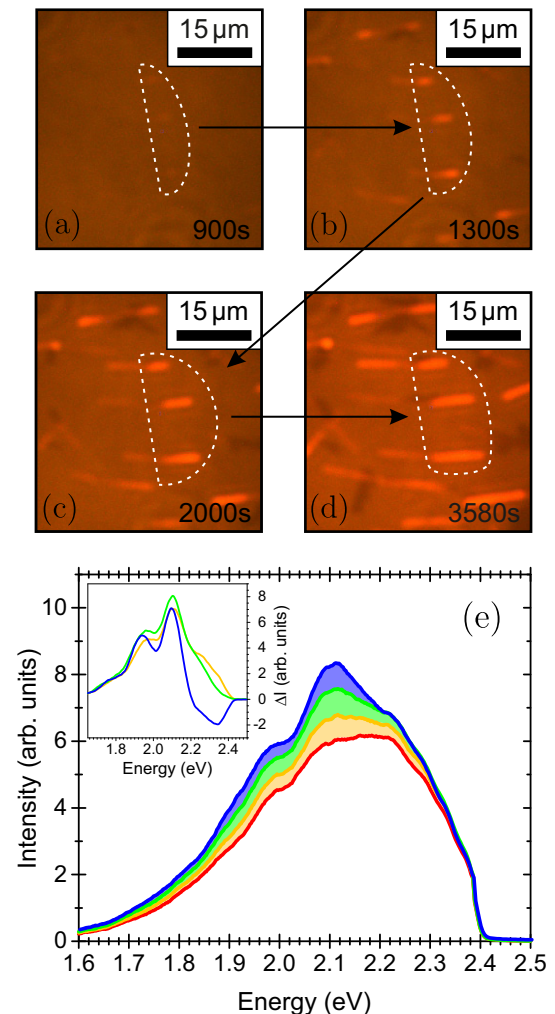 15 µm
15 µm
(a)
900s
(b)
1300s
15 µm
15 µm
(c)
2000s
(d)
3580s
(e)
10
8
6
4
2
0
Intensity (arb. units)
1.6 1.7 1.8 1.9 2.0 2.1 2.2 2.3 2.4 2.5
Energy (eV)
8
6
4
2
0
-2
ΔI (arb. units)
1.8 2.0 2.2 2.4
Energy (eV)